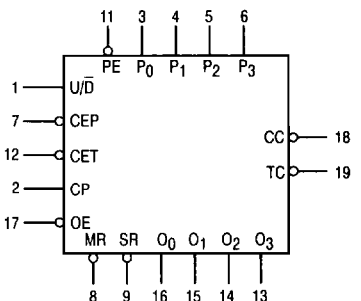 11 3 4 5 6
PE P0 P1 P2 P3
1 U/D̅
7 CEP
CC 18
12 CET
TC 19
2 CP
17 OE
MR SR O0 O1 O2 O3
8 9 16 15 14 13